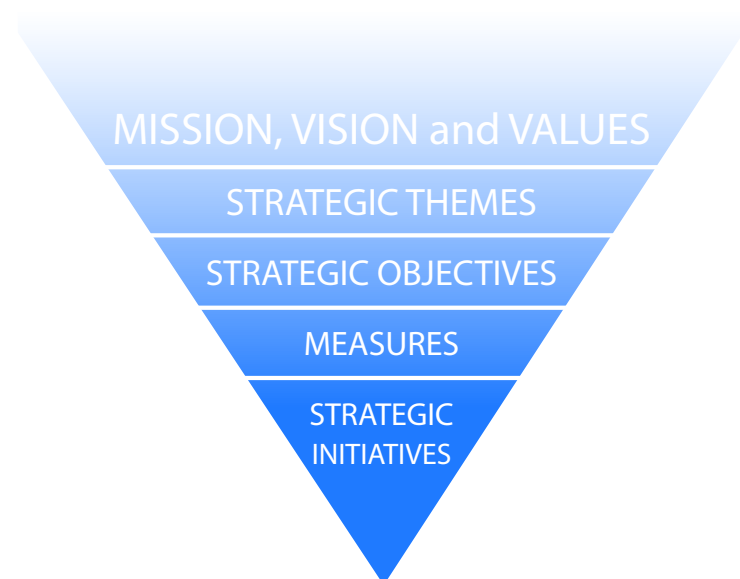 MISSION, VISION and VALUES
STRATEGIC THEMES
STRATEGIC OBJECTIVES
MEASURES
STRATEGIC
INITIATIVES